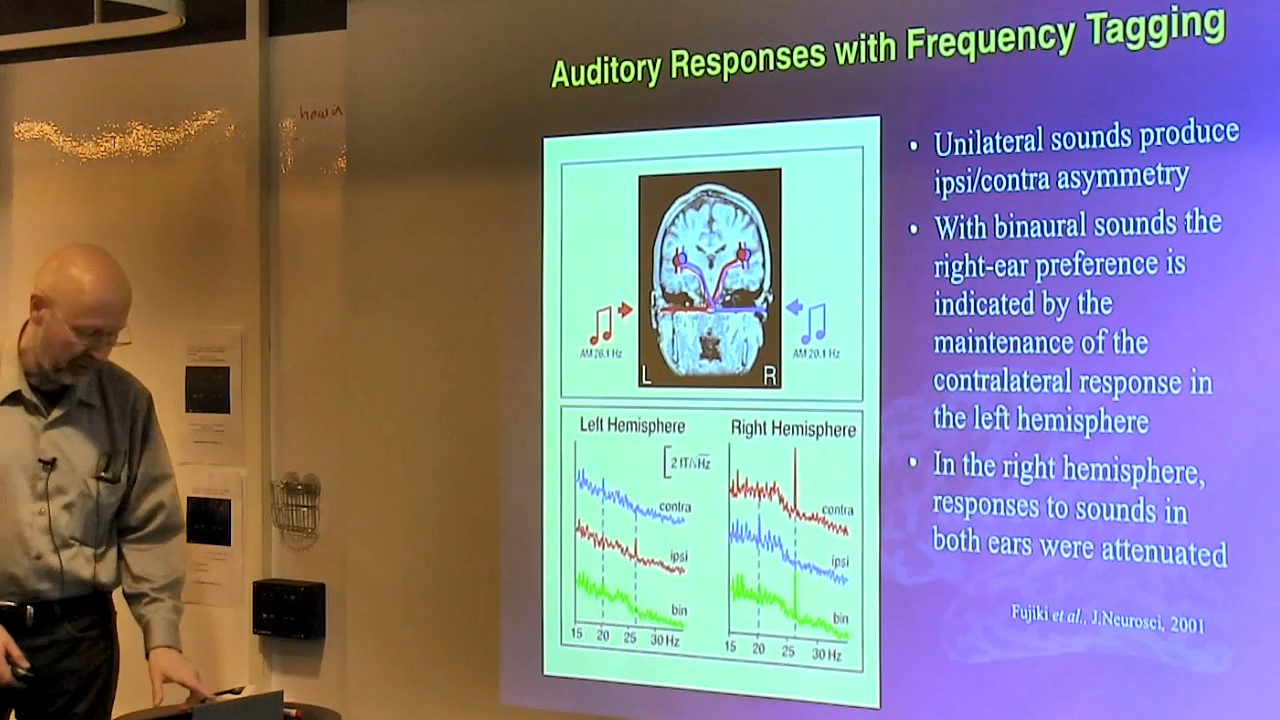 how is
Auditory Responses with Frequency Tagging
AM 26.1 Hz
AM 20.1 Hz
L
R
Left Hemisphere
2 fT/√Hz
contra
ipsi
bin
15 20 25 30 Hz
Right Hemisphere
contra
ipsi
bin
15 20 25 30 Hz
• Unilateral sounds produce
ipsi/contra asymmetry
• With binaural sounds the
right-ear preference is
indicated by the
maintenance of the
contralateral response in
the left hemisphere
• In the right hemisphere,
responses to sounds in
both ears were attenuated
Fujiki et al., J.Neurosci, 2001